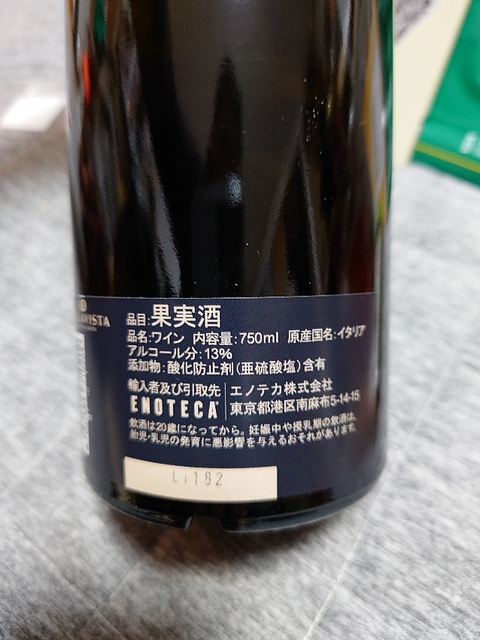 品目:果実酒
品名:ワイン 内容量:750ml 原産国名:イタリア
アルコール分:13%
添加物:酸化防止剤(亜硫酸塩)含有
輸入者及び引取先 エノテカ株式会社
ENOTECA 東京都港区南麻布5-14-15
飲酒は20歳になってから。妊娠中や授乳期の飲酒は、
胎児・乳児の発育に悪影響を与えるおそれがあります。